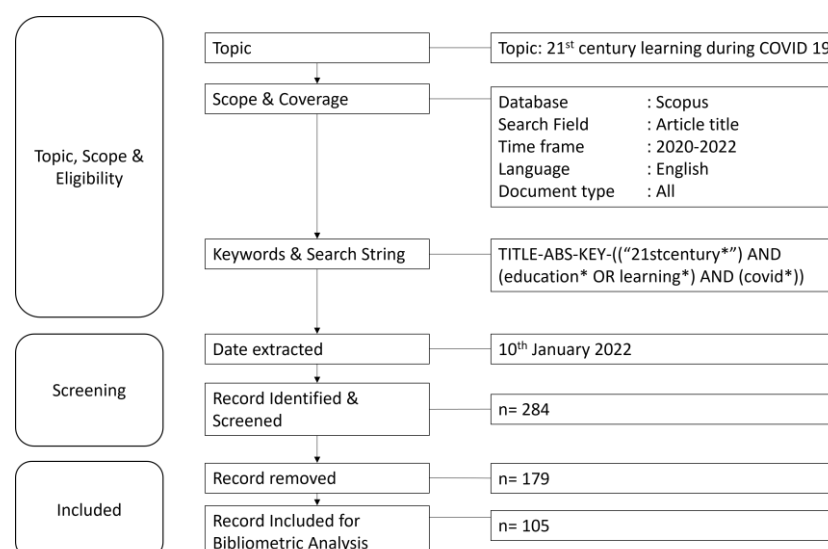 Topic, Scope &
Eligibility
Topic
Topic: 21st century learning during COVID 19
Scope & Coverage
Database : Scopus
Search Field : Article title
Time frame : 2020-2022
Language : English
Document type : All
Keywords & Search String
TITLE-ABS-KEY-((“21stcentury*”) AND
(education* OR learning*) AND (covid*))
Screening
Date extracted
10th January 2022
Record Identified &
Screened
n= 284
Included
Record removed
n= 179
Record Included for
Bibliometric Analysis
n= 105